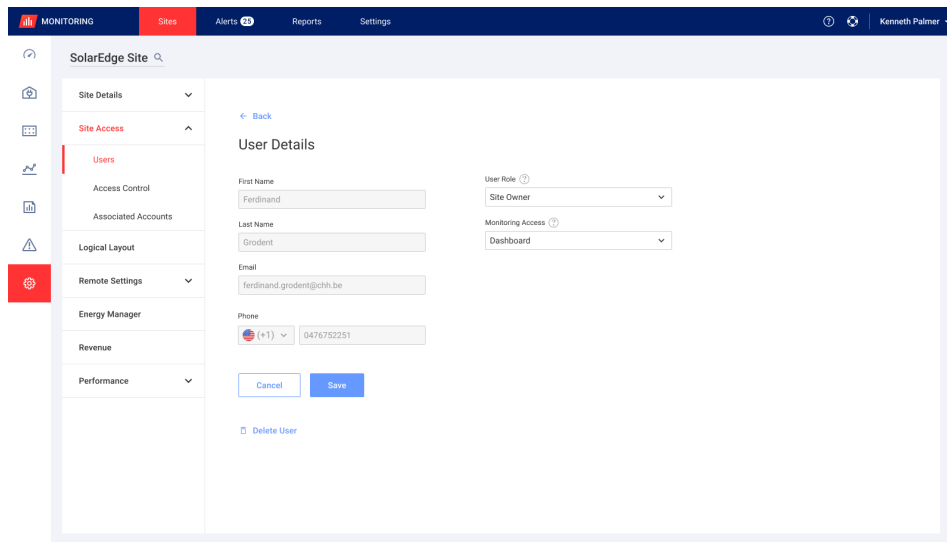 MONITORING Sites Alerts 25 Reports Settings Kenneth Palmer
SolarEdge Site
Site Details
Site Access
Users
Access Control
Associated Accounts
Logical Layout
Remote Settings
Energy Manager
Revenue
Performance
Back
User Details
First Name
Ferdinand
Last Name
Grodent
Email
ferdinand.grodent@chh.be
Phone
(+1) 0476752251
Cancel Save
Delete User
User Role ?
Site Owner
Monitoring Access ?
Dashboard